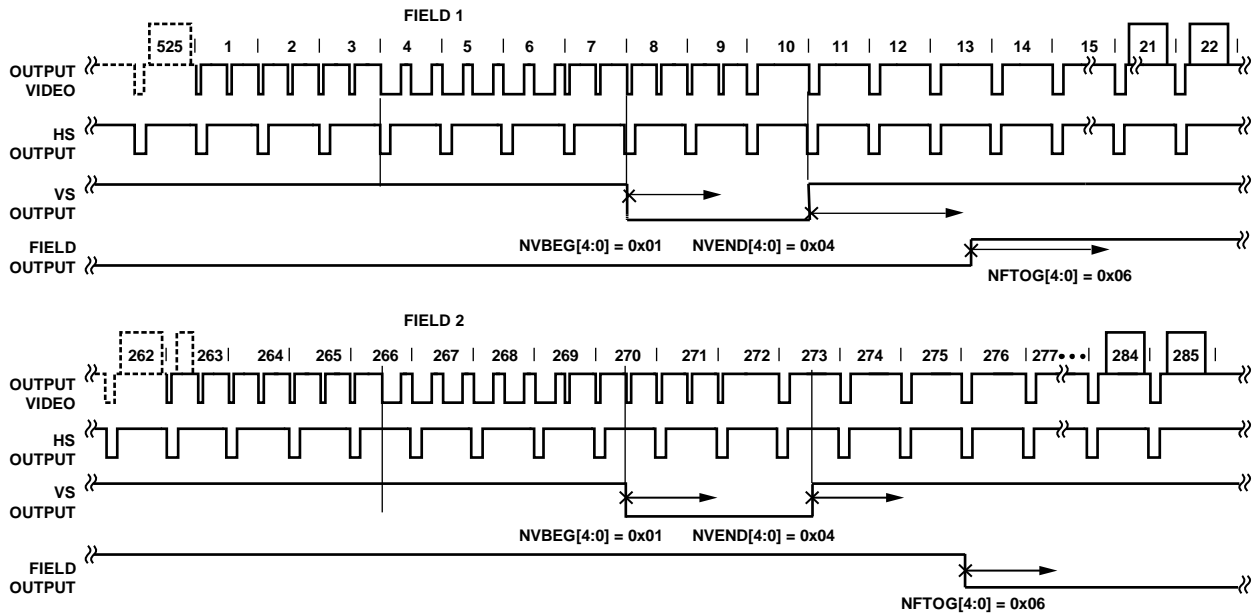 FIELD 1
525 1 2 3 4 5 6 7 8 9 10 11 12 13 14 15 21 22
OUTPUT
VIDEO
HS
OUTPUT
VS
OUTPUT
NVBEG[4:0] = 0x01 NVEND[4:0] = 0x04
FIELD
OUTPUT
NFTOG[4:0] = 0x06
FIELD 2
262 263 264 265 266 267 268 269 270 271 272 273 274 275 276 277 284 285
OUTPUT
VIDEO
HS
OUTPUT
VS
OUTPUT
NVBEG[4:0] = 0x01 NVEND[4:0] = 0x04
FIELD
OUTPUT
NFTOG[4:0] = 0x06